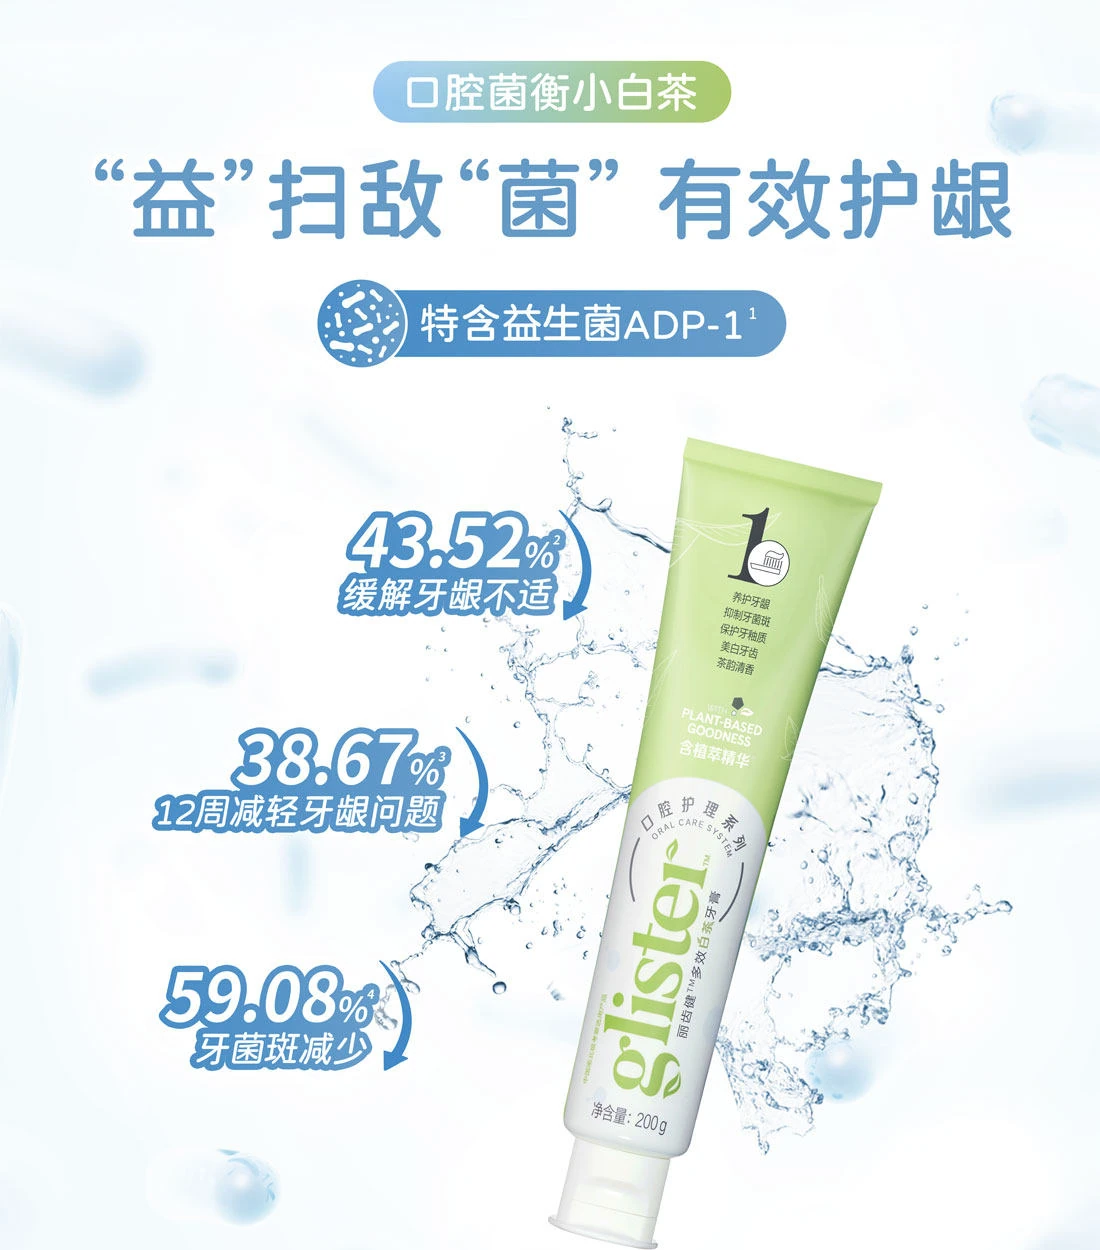 口腔菌衡小白茶
“益”扫敌“菌” 有效护龈
特含益生菌ADP-1¹
43.52%²
缓解牙龈不适
38.67%³
12周减轻牙龈问题
59.08%⁴
牙菌斑减少
1
养护牙龈
抑制牙菌斑
保护牙釉质
美白牙齿
茶韵清香
WITH
PLANT-BASED
GOODNESS
含植萃精华
口腔护理系列
ORAL CARE SYSTEM
glister™
丽齿健™多效白茶牙膏
净含量：200g